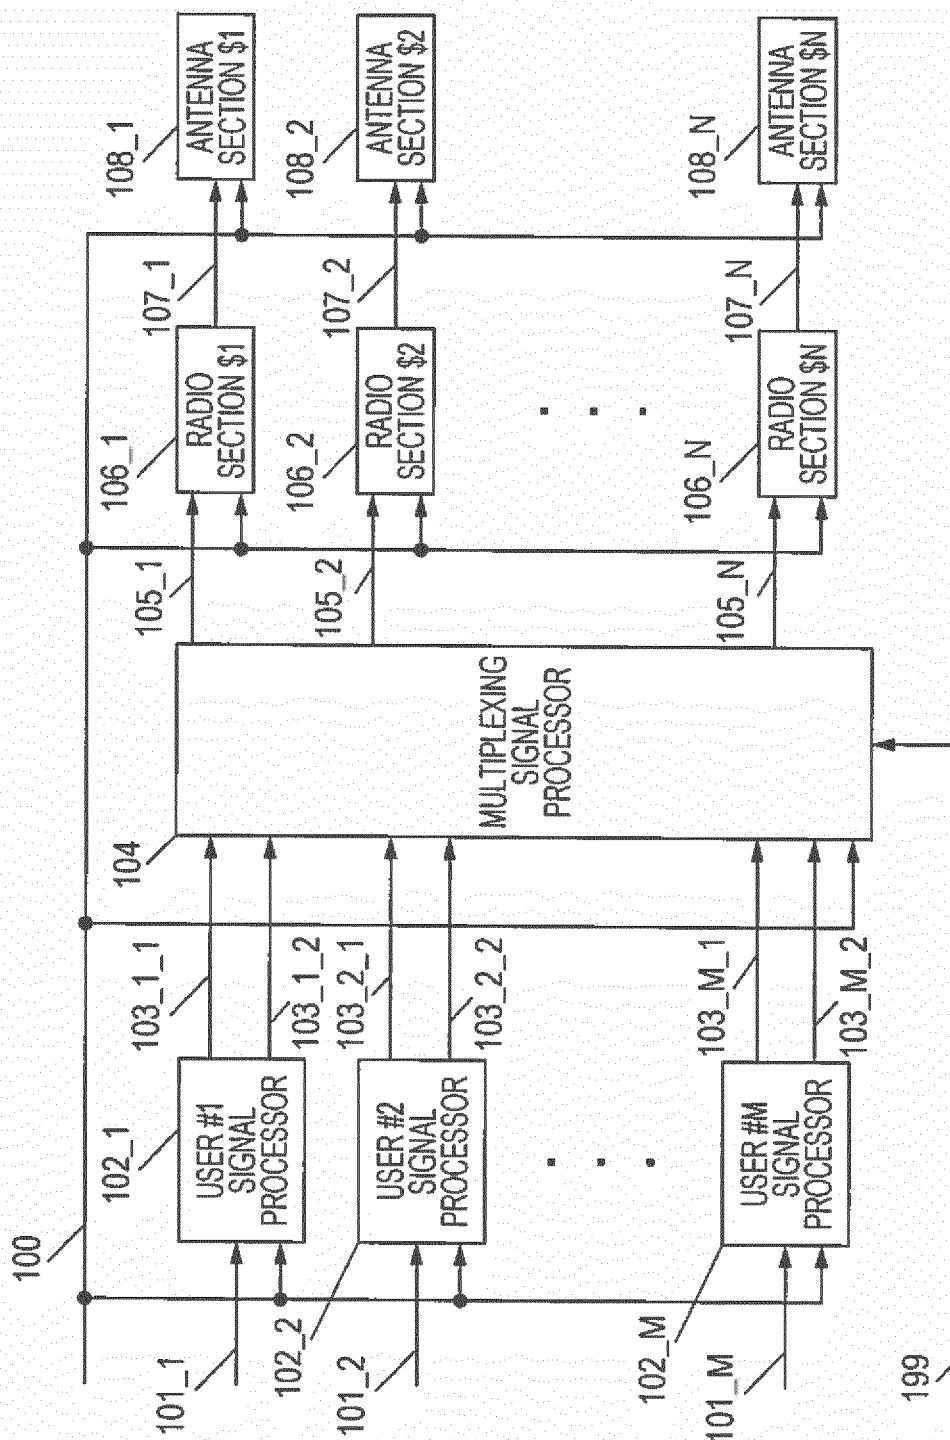 100
101_1
102_1
USER #1
SIGNAL
PROCESSOR
103_1_1
103_1_2
101_2
102_2
USER #2
SIGNAL
PROCESSOR
103_2_1
103_2_2
101_M
102_M
USER #M
SIGNAL
PROCESSOR
103_M_1
103_M_2
104
MULTIPLEXING
SIGNAL
PROCESSOR
105_1
106_1
RADIO
SECTION $1
107_1
108_1
ANTENNA
SECTION $1
105_2
106_2
RADIO
SECTION $2
107_2
108_2
ANTENNA
SECTION $2
105_N
106_N
RADIO
SECTION $N
107_N
108_N
ANTENNA
SECTION $N
199